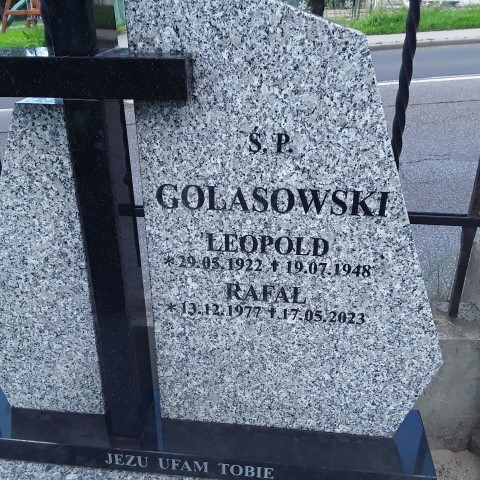 Ś. P.
GOLASOWSKI
LEOPOLD
* 29.05.1922 ✝ 19.07.1948
RAFAŁ
* 13.12.1977 ✝ 17.05.2023
JEZU UFAM TOBIE